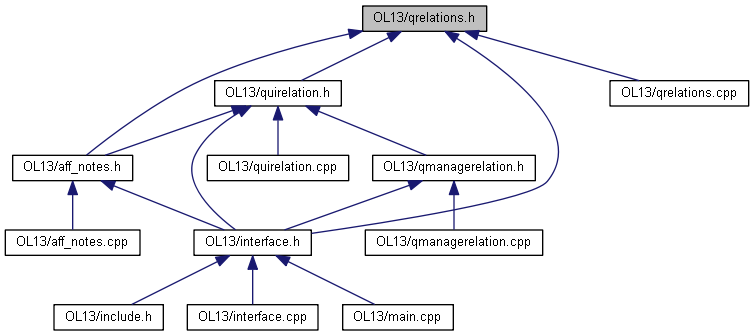 OL13/qrelations.h
OL13/quirelation.h
OL13/qrelations.cpp
OL13/aff_notes.h
OL13/quirelation.cpp
OL13/qmanagerelation.h
OL13/aff_notes.cpp
OL13/interface.h
OL13/qmanagerelation.cpp
OL13/include.h
OL13/interface.cpp
OL13/main.cpp